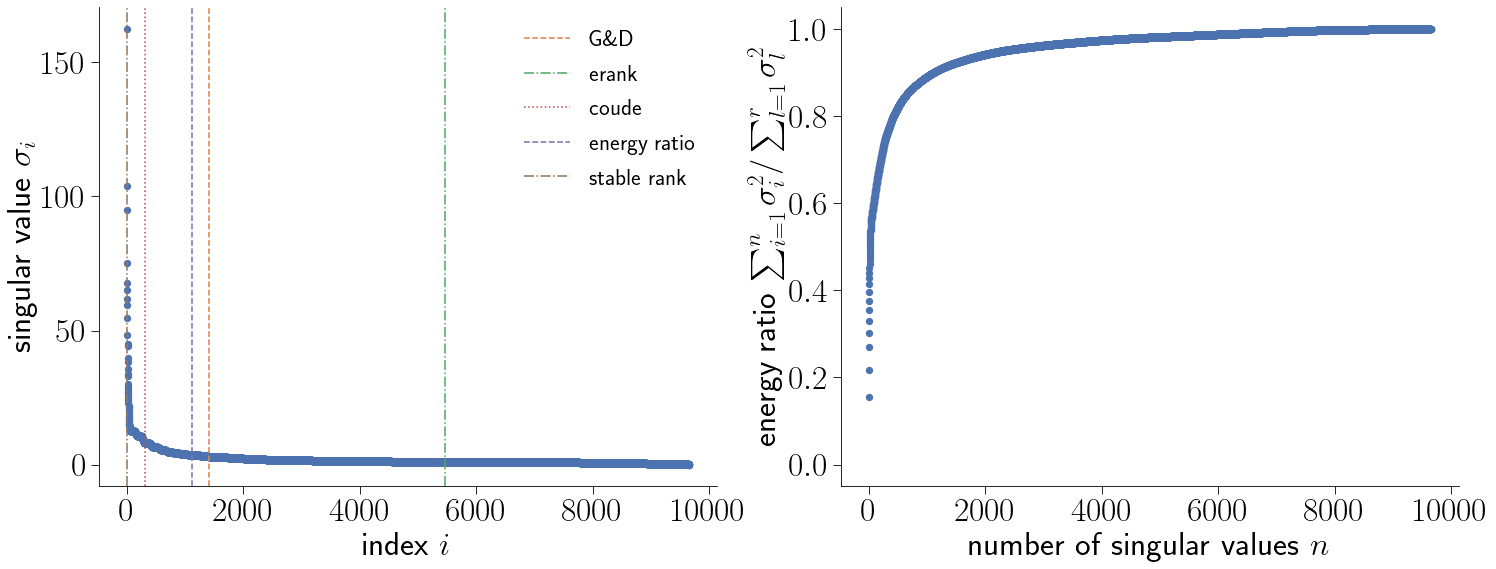 singular value σ_i
150
100
50
0
0 2000 4000 6000 8000 10000
index i
G&D
erank
coude
energy ratio
stable rank
energy ratio ∑_{i=1}^{n} σ_i^2 / ∑_{l=1}^{r} σ_l^2
1.0
0.8
0.6
0.4
0.2
0.0
0 2000 4000 6000 8000 10000
number of singular values n